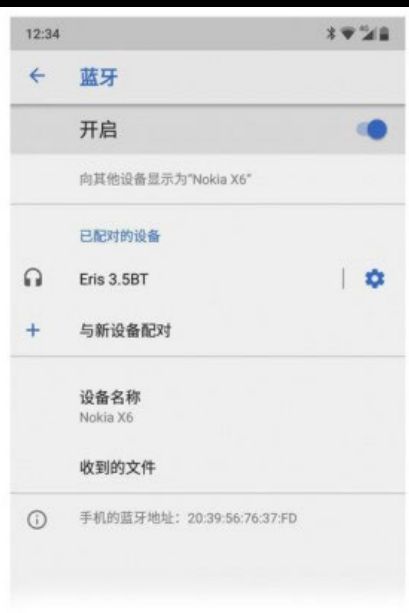 12:34
4G
蓝牙
开启
向其他设备显示为"Nokia X6"
已配对的设备
Eris 3.5BT
与新设备配对
设备名称
Nokia X6
收到的文件
手机的蓝牙地址：20:39:56:76:37:FD